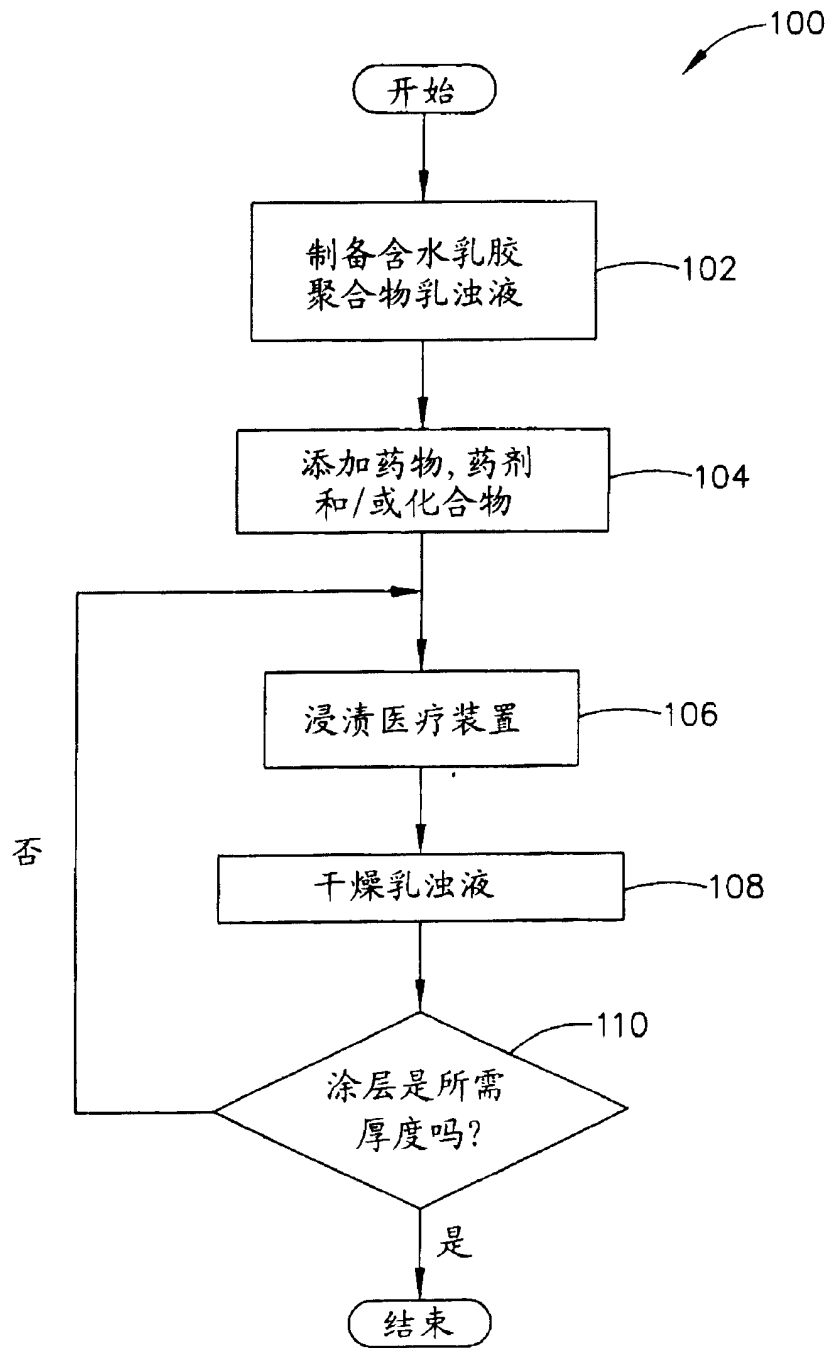 100
开始
制备含水乳胶
聚合物乳浊液
102
添加药物,药剂
和/或化合物
104
浸渍医疗装置
106
否
干燥乳浊液
108
110
涂层是所需
厚度吗?
是
结束